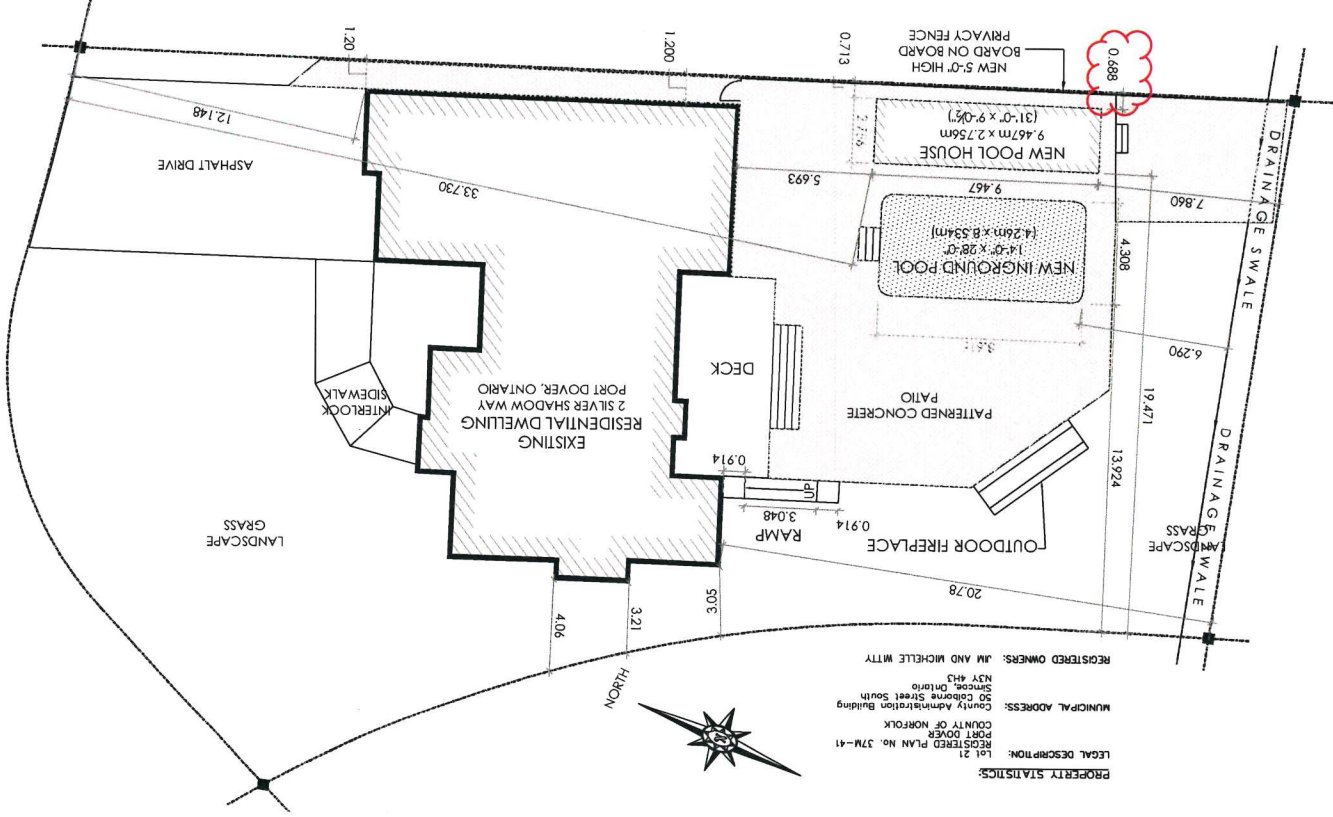 PROPERTY STATISTICS:
LEGAL DESCRIPTION: Lot 21
REGISTERED PLAN No. 37M-41
PORT DOVER
COUNTY OF NORFOLK
MUNICIPAL ADDRESS: County Administration Building
50 Colborne Street South
Simcoe, Ontario
N3Y 4H3
REGISTERED OWNERS: JIM AND MICHELLE WITTY
NORTH
N
3.05
3.21
4.06
20.78
LANDSCAPE
GRASS
OUTDOOR FIREPLACE
RAMP
0.914
3.048
UP
0.914
LANDSCAPE
GRASS
DRAINAGE SWALE
13.924
19.471
PATTERNED CONCRETE
PATIO
DECK
EXISTING
RESIDENTIAL DWELLING
2 SILVER SHADOW WAY
PORT DOVER, ONTARIO
INTERLOCK
SIDEWALK
6.290
NEW INGROUND POOL
14'-0" x 28'-0"
(4.26m x 8.534m)
4.308
DRAINAGE SWALE
7.860
9.467
5.693
33.730
NEW POOL HOUSE
9.467m x 2.756m
(31'-0" x 9'-0½")
ASPHALT DRIVE
12.148
0.688
NEW 5'-0" HIGH
BOARD ON BOARD
PRIVACY FENCE
0.713
1.200
1.20